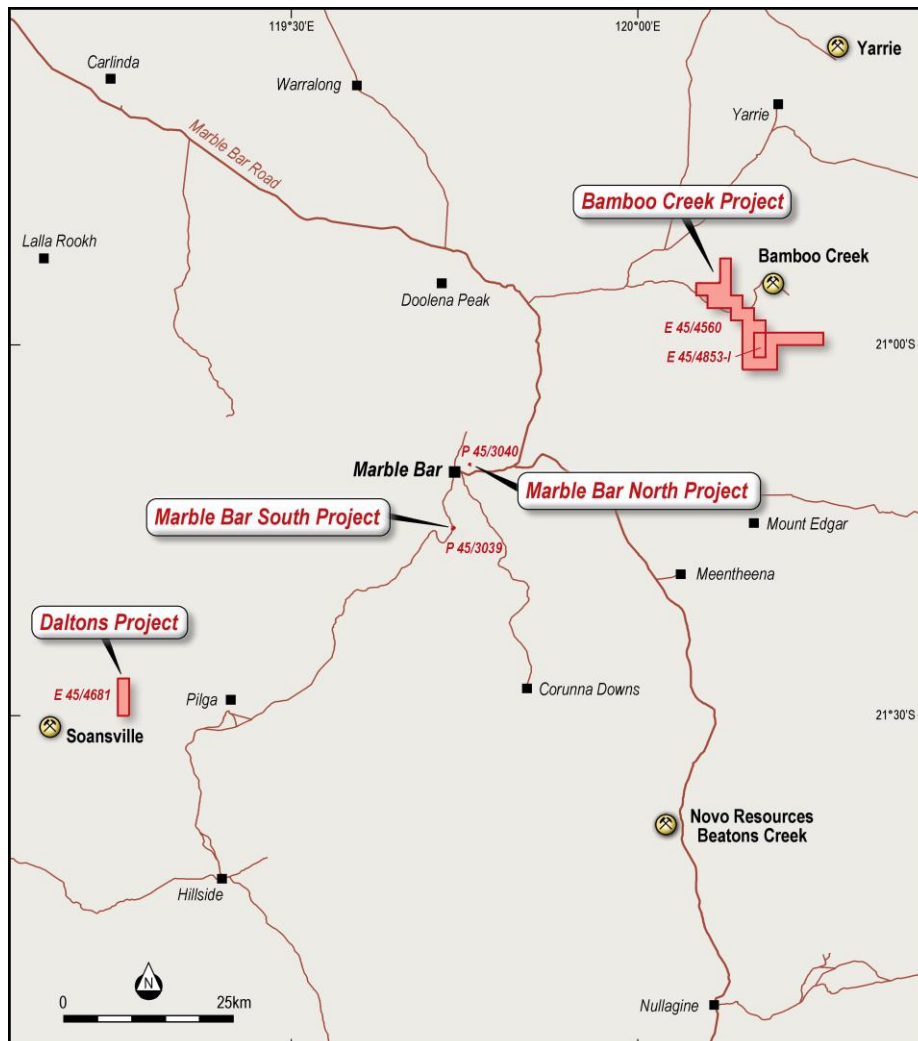 119°30'E
120°00'E
Carlinda
Warralong
Yarrie
Yarrie
Marble Bar Road
Bamboo Creek Project
Lalla Rookh
Doolena Peak
Bamboo Creek
E 45/4560
E 45/4853-I
21°00'S
P 45/3040
Marble Bar
Marble Bar North Project
Marble Bar South Project
P 45/3039
Mount Edgar
Meentheena
Daltons Project
E 45/4681
Pilga
Corunna Downs
Soansville
21°30'S
Novo Resources
Beatons Creek
Hillside
N
0
25km
Nullagine